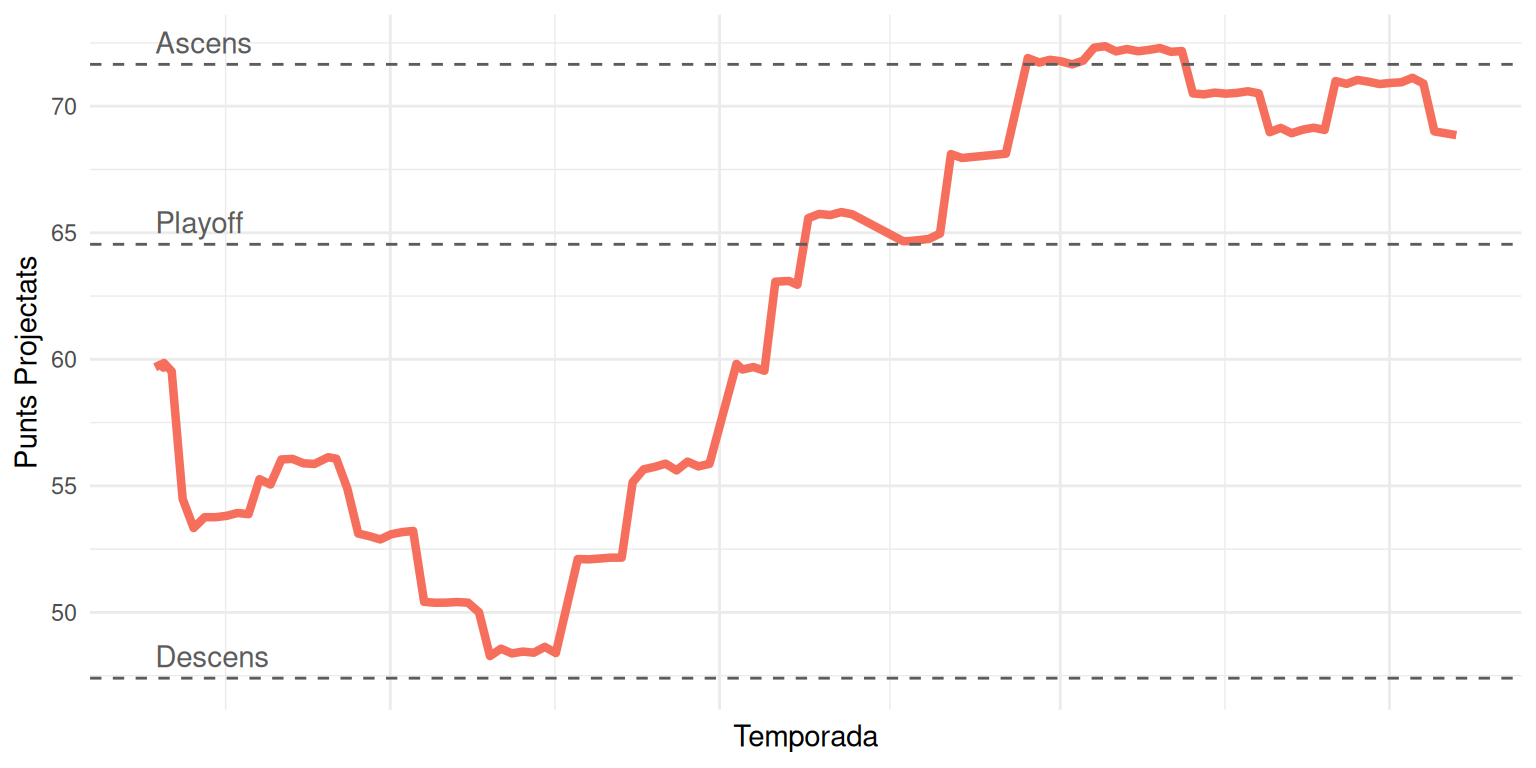 Ascens
70
Playoff
65
Punts Projectats
60
55
50
Descens
Temporada